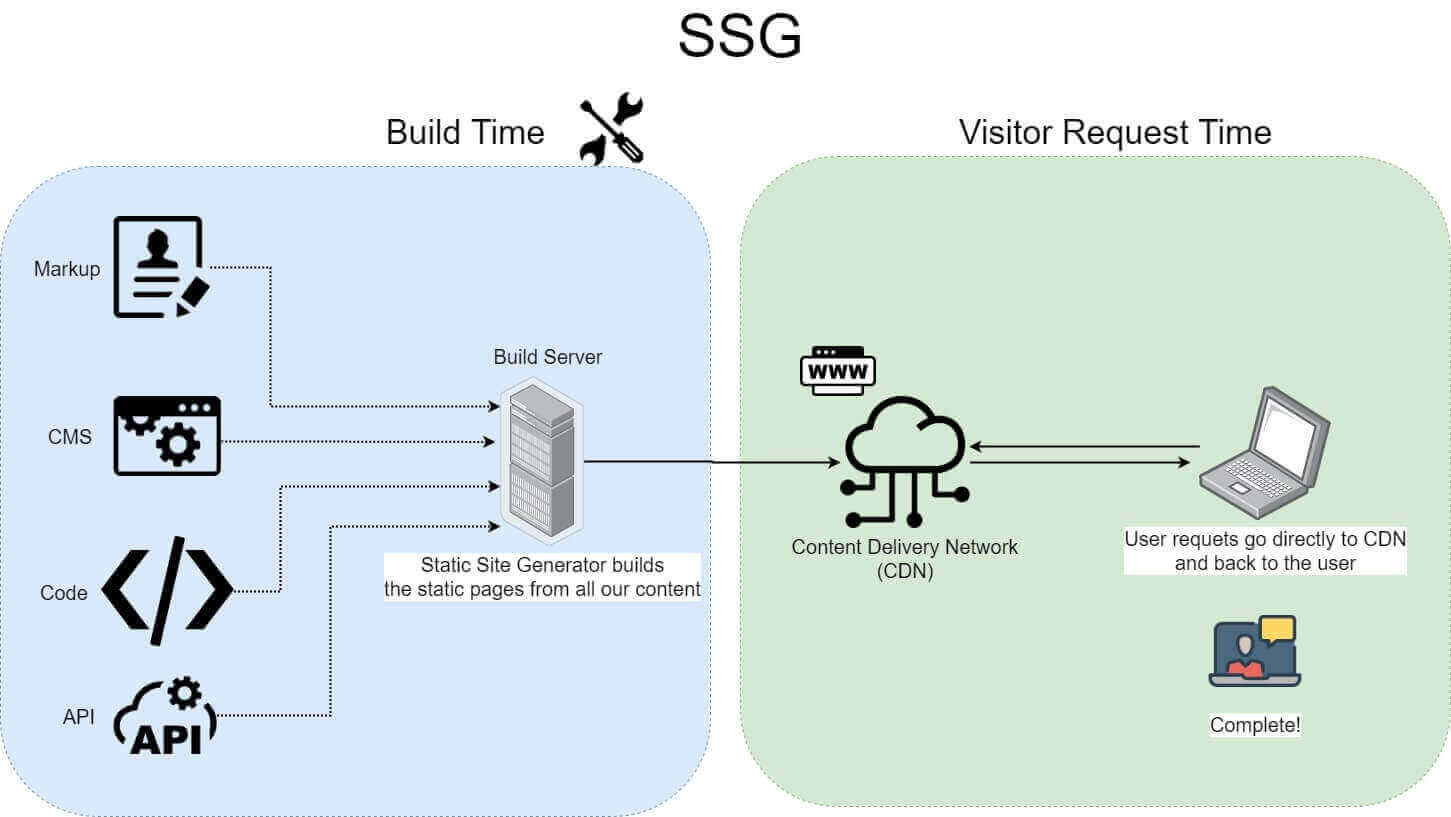 SSG
Build Time
Visitor Request Time
Markup
CMS
Code
API
API
Build Server
Static Site Generator builds
the static pages from all our content
www
Content Delivery Network
(CDN)
User requets go directly to CDN
and back to the user
Complete!